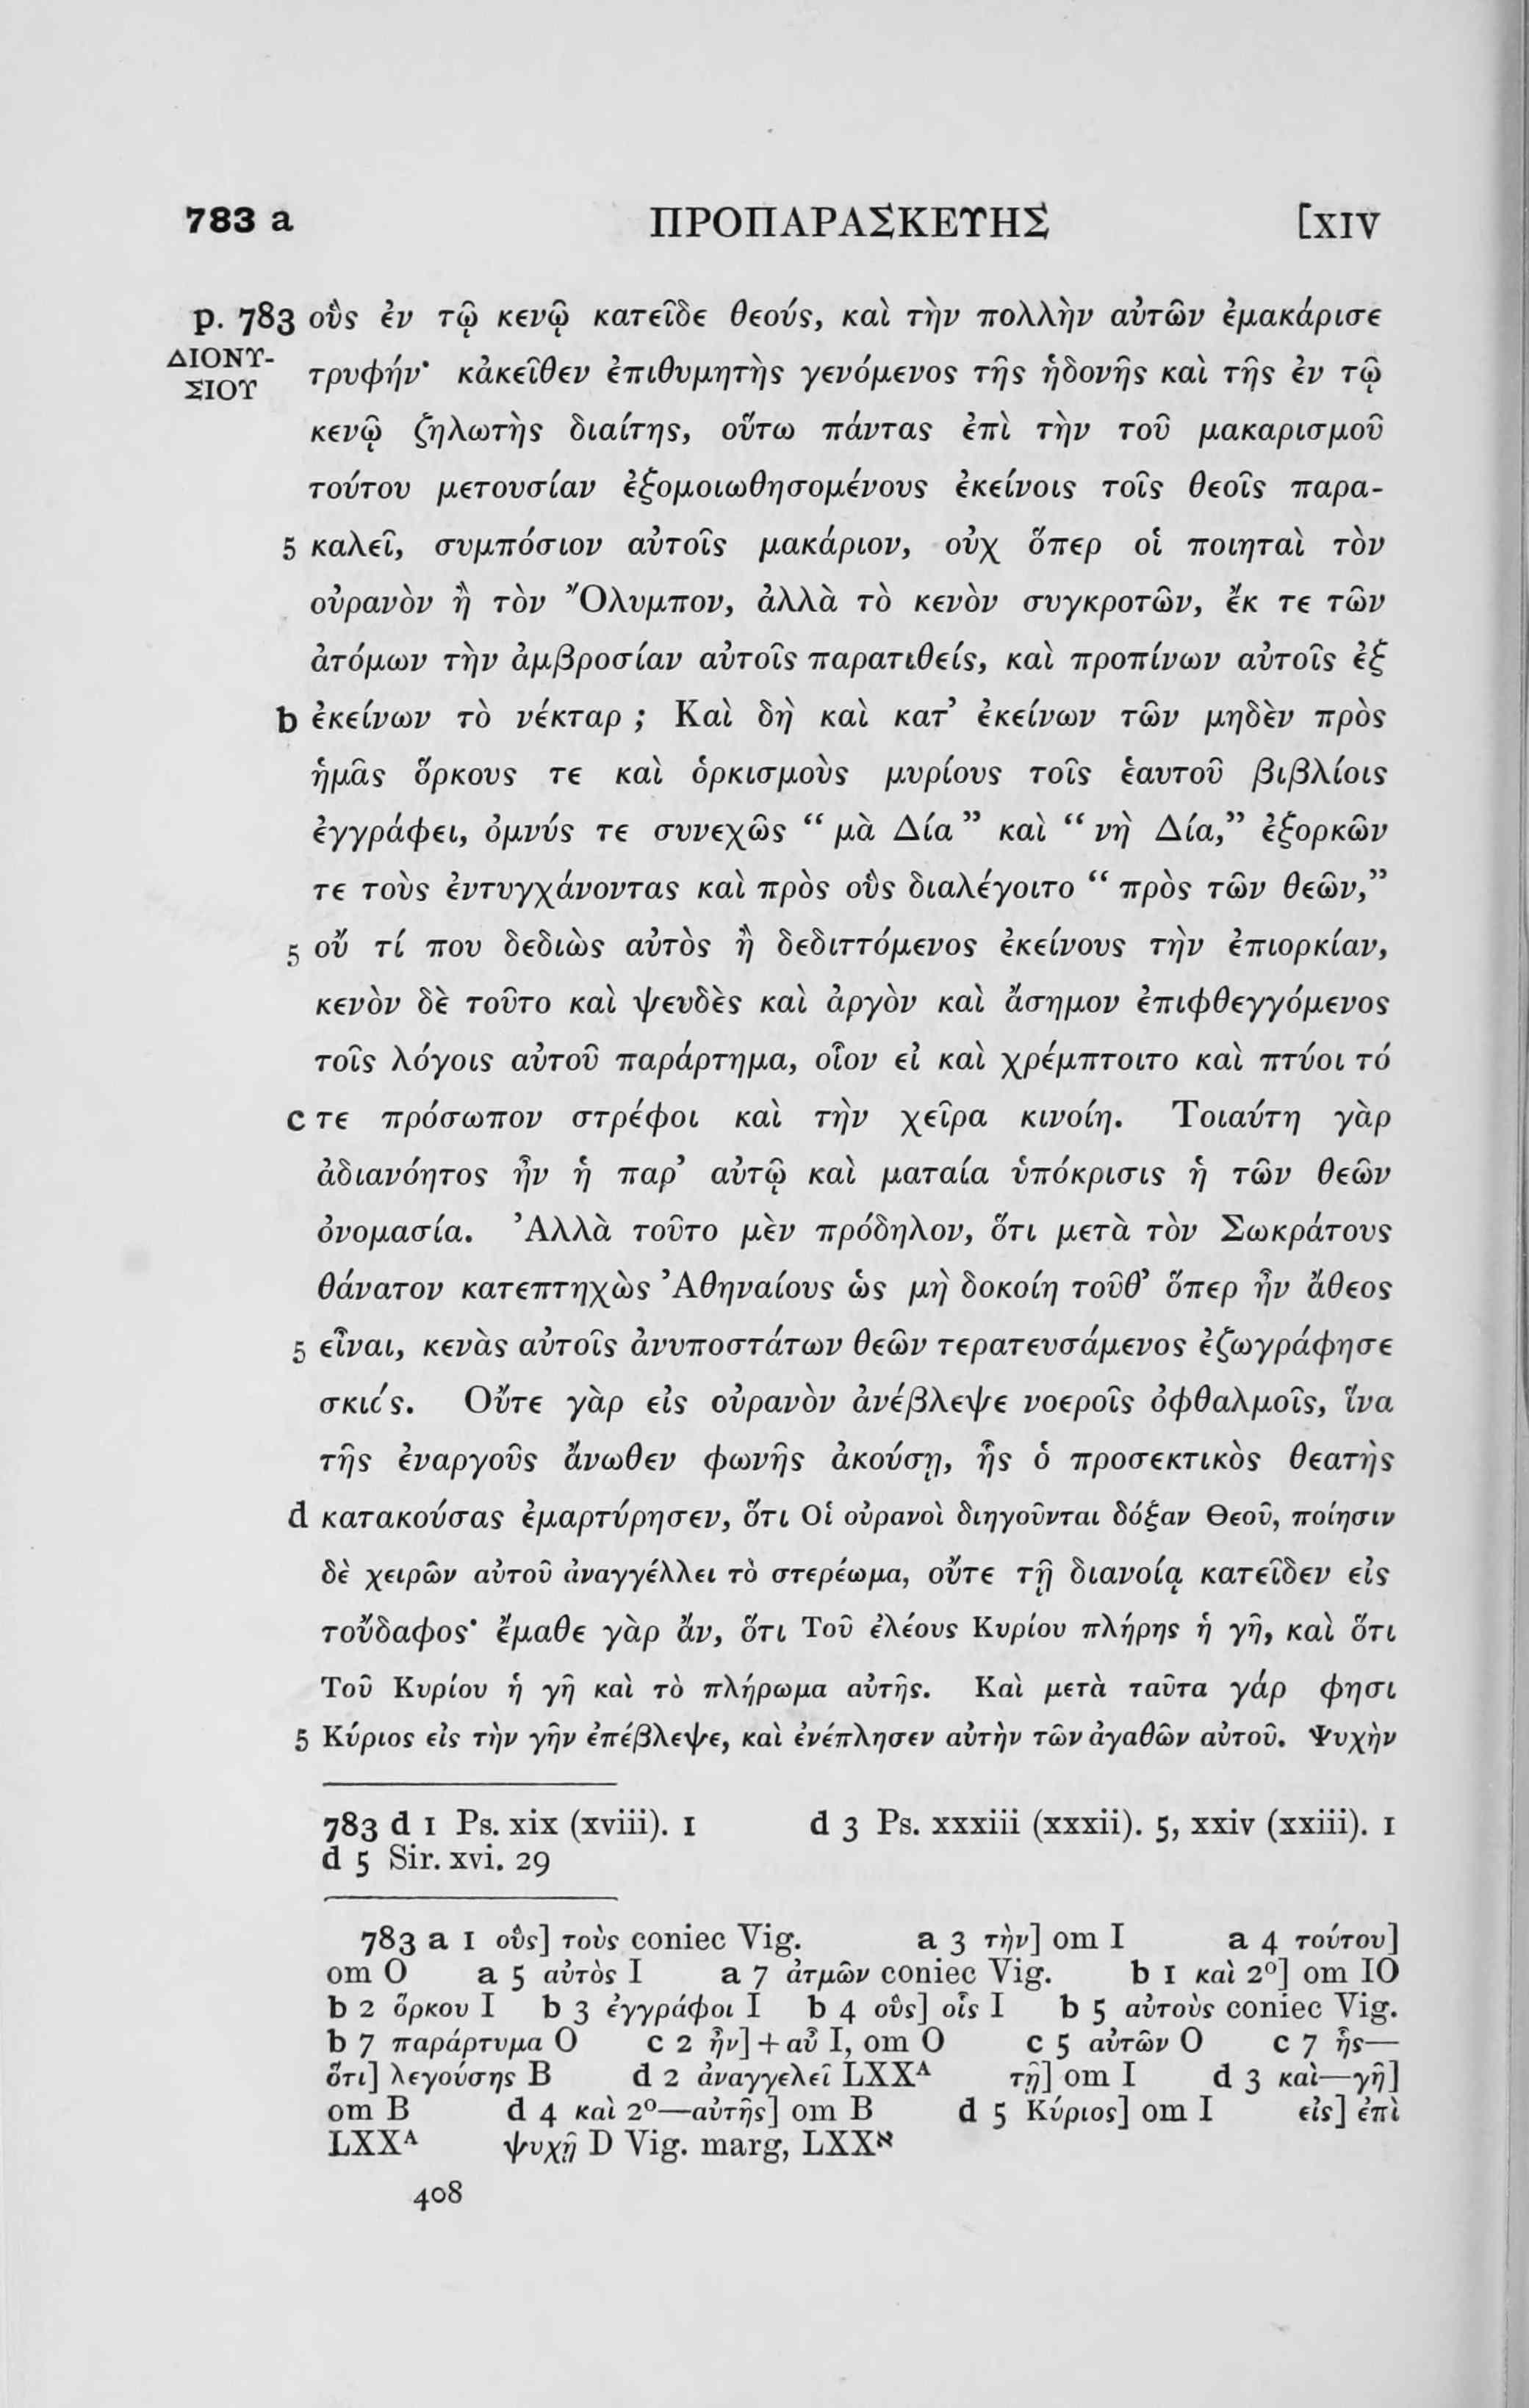 783 a ΠΡΟΠΑΡΑΣΚΕΥΗΣ [XIV
p. 783 οὓς ἐν τῷ κενῷ κατεῖδε θεούς, καὶ τὴν πολλὴν αὐτῶν ἐμακάρισε
ΔΙΟΝΥ-
ΣΙΟΥ
τρυφήν· κἀκεῖθεν ἐπιθυμητὴς γενόμενος τῆς ἡδονῆς καὶ τῆς ἐν τῷ
κενῷ ζηλωτὴς διαίτης, οὕτω πάντας ἐπὶ τὴν τοῦ μακαρισμοῦ
τούτου μετουσίαν ἐξομοιωθησομένους ἐκείνοις τοῖς θεοῖς παρα-
5 καλεῖ, συμπόσιον αὐτοῖς μακάριον, οὐχ ὅπερ οἱ ποιηταὶ τὸν
οὐρανὸν ἢ τὸν Ὄλυμπον, ἀλλὰ τὸ κενὸν συγκροτῶν, ἔκ τε τῶν
ἀτόμων τὴν ἀμβροσίαν αὐτοῖς παρατιθείς, καὶ προπίνων αὐτοῖς ἐξ
b ἐκείνων τὸ νέκταρ ; Καὶ δὴ καὶ κατ’ ἐκείνων τῶν μηδὲν πρὸς
ἡμᾶς ὅρκους τε καὶ ὁρκισμοὺς μυρίους τοῖς ἑαυτοῦ βιβλίοις
ἐγγράφει, ὀμνύς τε συνεχῶς “ μὰ Δία ” καὶ “ νὴ Δία,” ἐξορκῶν
τε τοὺς ἐντυγχάνοντας καὶ πρὸς οὓς διαλέγοιτο “ πρὸς τῶν θεῶν,”
5 οὔ τί που δεδιὼς αὐτὸς ἢ δεδιττόμενος ἐκείνους τὴν ἐπιορκίαν,
κενὸν δὲ τοῦτο καὶ ψευδὲς καὶ ἀργὸν καὶ ἄσημον ἐπιφθεγγόμενος
τοῖς λόγοις αὐτοῦ παράρτημα, οἷον εἰ καὶ χρέμπτοιτο καὶ πτύοι τό
c τε πρόσωπον στρέφοι καὶ τὴν χεῖρα κινοίη. Τοιαύτη γὰρ
ἀδιανόητος ἦν ἡ παρ’ αὐτῷ καὶ ματαία ὑπόκρισις ἡ τῶν θεῶν
ὀνομασία. Ἀλλὰ τοῦτο μὲν πρόδηλον, ὅτι μετὰ τὸν Σωκράτους
θάνατον κατεπτηχὼς Ἀθηναίους ὡς μὴ δοκοίη τοῦθ’ ὅπερ ἦν ἄθεος
5 εἶναι, κενὰς αὐτοῖς ἀνυποστάτων θεῶν τερατευσάμενος ἐζωγράφησε
σκιάς. Οὔτε γὰρ εἰς οὐρανὸν ἀνέβλεψε νοεροῖς ὀφθαλμοῖς, ἵνα
τῆς ἐναργοῦς ἄνωθεν φωνῆς ἀκούσῃ, ἧς ὁ προσεκτικὸς θεατὴς
d κατακούσας ἐμαρτύρησεν, ὅτι Οἱ οὐρανοὶ διηγοῦνται δόξαν Θεοῦ, ποίησιν
δὲ χειρῶν αὐτοῦ ἀναγγέλλει τὸ στερέωμα, οὔτε τῇ διανοίᾳ κατεῖδεν εἰς
τοὔδαφος· ἔμαθε γὰρ ἄν, ὅτι Τοῦ ἐλέους Κυρίου πλήρης ἡ γῆ, καὶ ὅτι
Τοῦ Κυρίου ἡ γῆ καὶ τὸ πλήρωμα αὐτῆς. Καὶ μετὰ ταῦτα γάρ φησι
5 Κύριος εἰς τὴν γῆν ἐπέβλεψε, καὶ ἐνέπλησεν αὐτὴν τῶν ἀγαθῶν αὐτοῦ. Ψυχὴν
783 d 1 Ps. xix (xviii). 1 d 3 Ps. xxxiii (xxxii). 5, xxiv (xxiii). 1
d 5 Sir. xvi. 29
783 a 1 οὓς] τοὺς coniec Vig. a 3 τὴν] om I a 4 τούτου]
om O a 5 αὐτὸς I a 7 ἀτμῶν coniec Vig. b 1 καὶ 2⁰] om IO
b 2 ὅρκου I b 3 ἐγγράφοι I b 4 οὓς] οἷς I b 5 αὐτοὺς coniec Vig.
b 7 παράρτυμα O c 2 ἦν] + αὖ I, om O c 5 αὐτῶν O c 7 ἧς—
ὅτι] λεγούσης B d 2 ἀναγγελεῖ LXXᴬ τῇ] om I d 3 καὶ—γῆ]
om B d 4 καὶ 2⁰—αὐτῆς] om B d 5 Κύριος] om I εἰς] ἐπὶ
LXXᴬ ψυχῇ D Vig. marg, LXXא
408